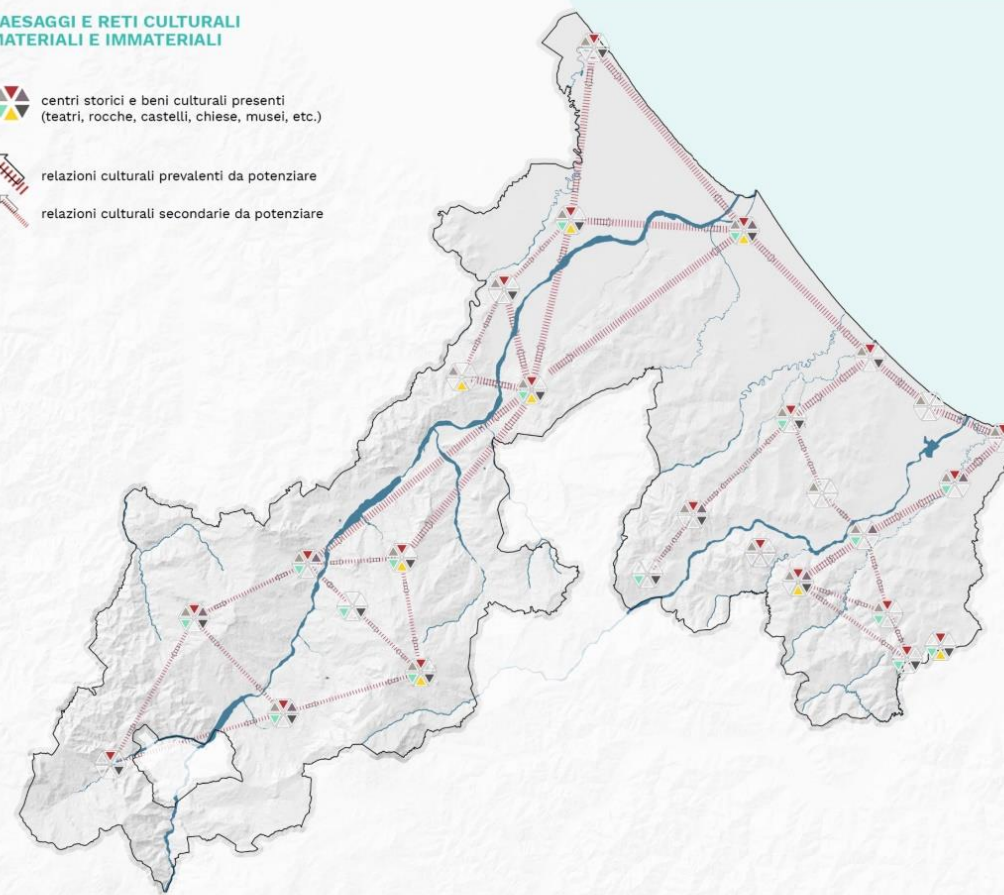 AESAGGI E RETI CULTURALI
MATERIALI E IMMATERIALI
centri storici e beni culturali presenti
(teatri, rocche, castelli, chiese, musei, etc.)
relazioni culturali prevalenti da potenziare
relazioni culturali secondarie da potenziare